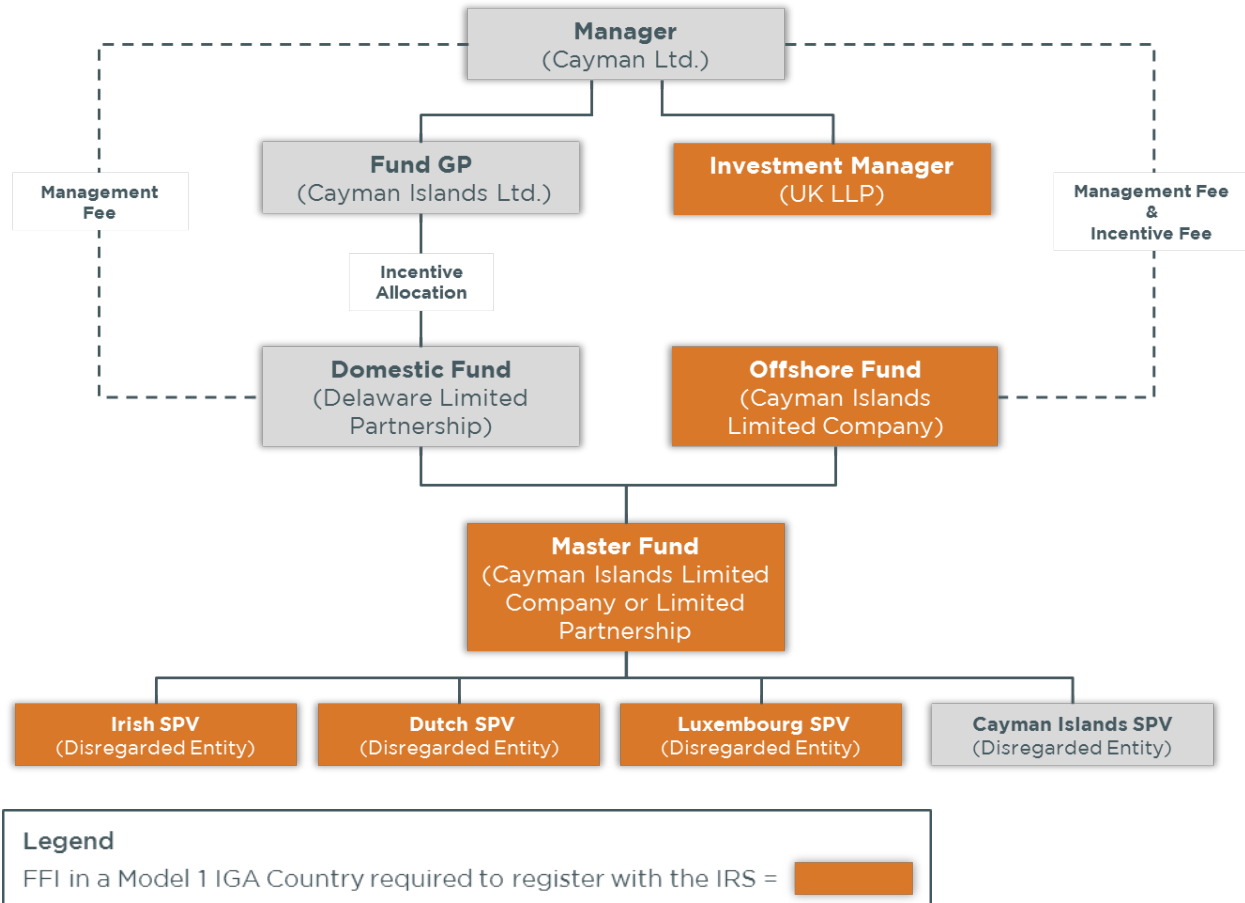 Manager
(Cayman Ltd.)
Fund GP
(Cayman Islands Ltd.)
Investment Manager
(UK LLP)
Management
Fee
Management Fee
&
Incentive Fee
Incentive
Allocation
Domestic Fund
(Delaware Limited
Partnership)
Offshore Fund
(Cayman Islands
Limited Company)
Master Fund
(Cayman Islands Limited
Company or Limited
Partnership
Irish SPV
(Disregarded Entity)
Dutch SPV
(Disregarded Entity)
Luxembourg SPV
(Disregarded Entity)
Cayman Islands SPV
(Disregarded Entity)
Legend
FFI in a Model 1 IGA Country required to register with the IRS =